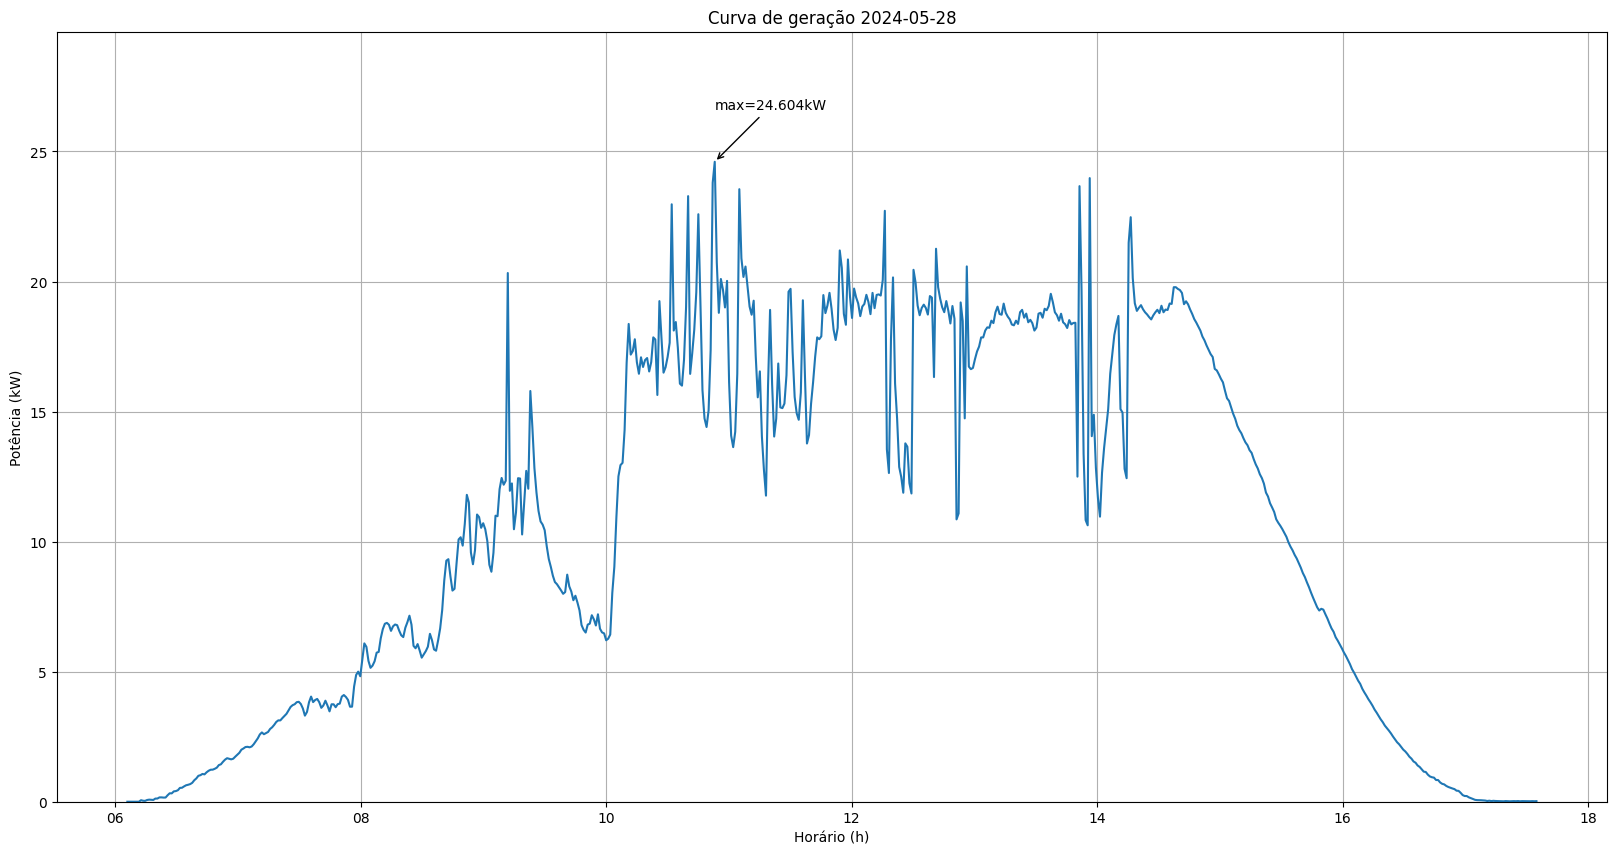 Curva de geração 2024-05-28
max=24.604kW
25
20
15
10
5
0
Potência (kW)
06 08 10 12 14 16 18
Horário (h)